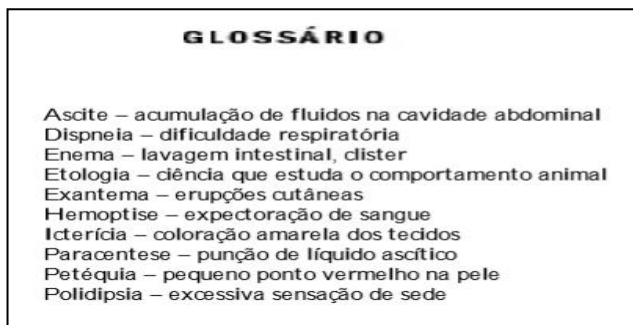 GLOSSÁRIO
Ascite – acumulação de fluidos na cavidade abdominal
Dispneia – dificuldade respiratória
Enema – lavagem intestinal, clister
Etologia – ciência que estuda o comportamento animal
Exantema – erupções cutâneas
Hemoptise – expectoração de sangue
Icterícia – coloração amarela dos tecidos
Paracentese – punção de líquido ascítico
Petéquia – pequeno ponto vermelho na pele
Polidipsia – excessiva sensação de sede